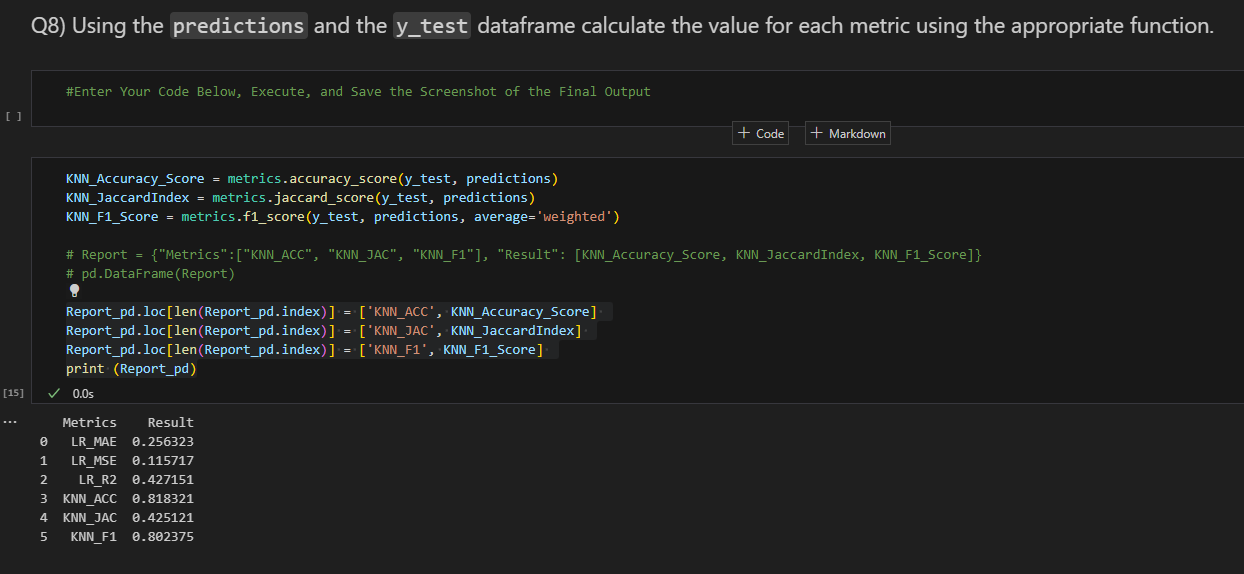 Q8) Using the predictions and the y_test dataframe calculate the value for each metric using the appropriate function.
#Enter Your Code Below, Execute, and Save the Screenshot of the Final Output
[ ]
+ Code + Markdown
KNN_Accuracy_Score = metrics.accuracy_score(y_test, predictions)
KNN_JaccardIndex = metrics.jaccard_score(y_test, predictions)
KNN_F1_Score = metrics.f1_score(y_test, predictions, average='weighted')
# Report = {"Metrics":["KNN_ACC", "KNN_JAC", "KNN_F1"], "Result": [KNN_Accuracy_Score, KNN_JaccardIndex, KNN_F1_Score]}
# pd.DataFrame(Report)
Report_pd.loc[len(Report_pd.index)] = ['KNN_ACC', KNN_Accuracy_Score]
Report_pd.loc[len(Report_pd.index)] = ['KNN_JAC', KNN_JaccardIndex]
Report_pd.loc[len(Report_pd.index)] = ['KNN_F1', KNN_F1_Score]
print (Report_pd)
[15] ✓ 0.0s
... Metrics Result
0 LR_MAE 0.256323
1 LR_MSE 0.115717
2 LR_R2 0.427151
3 KNN_ACC 0.818321
4 KNN_JAC 0.425121
5 KNN_F1 0.802375